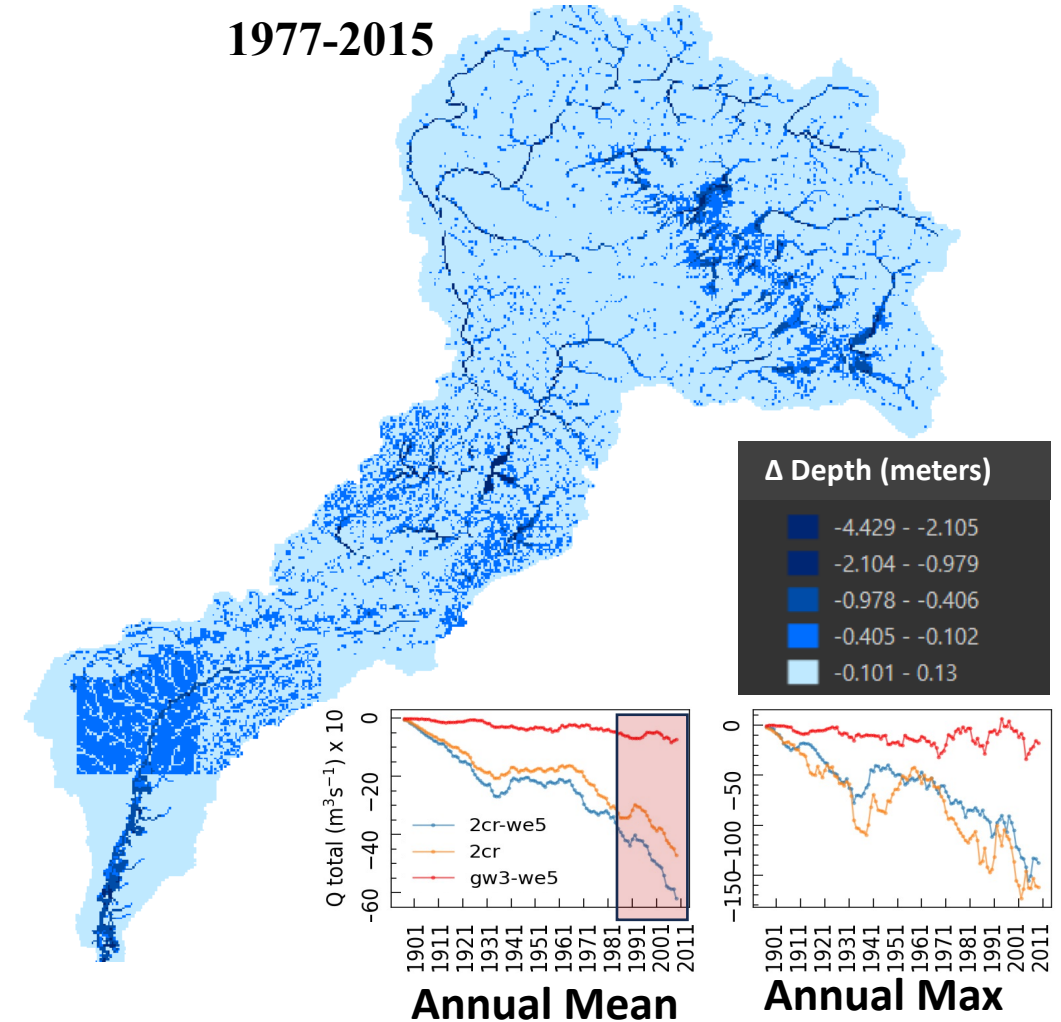 1977-2015
Δ Depth (meters)
-4.429 - -2.105
-2.104 - -0.979
-0.978 - -0.406
-0.405 - -0.102
-0.101 - 0.13
Q total (m³s⁻¹) x 10
0
−20
−40
−60
2cr-we5
2cr
gw3-we5
1901
1911
1921
1931
1941
1951
1961
1971
1981
1991
2001
2011
Annual Mean
0
−50
−100
−150
1901
1911
1921
1931
1941
1951
1961
1971
1981
1991
2001
2011
Annual Max